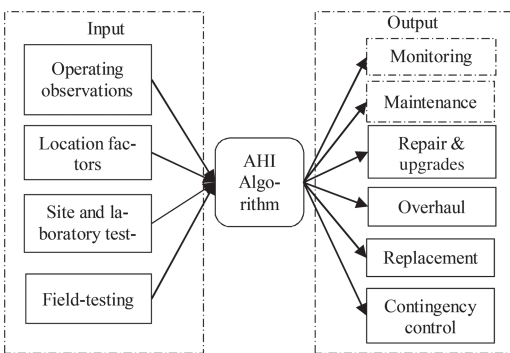 Input
Operating
observations
Location fac-
tors
Site and la-
boratory test-
Field-testing
AHI
Algo-
rithm
Output
Monitoring
Maintenance
Repair &
upgrades
Overhaul
Replacement
Contingency
control